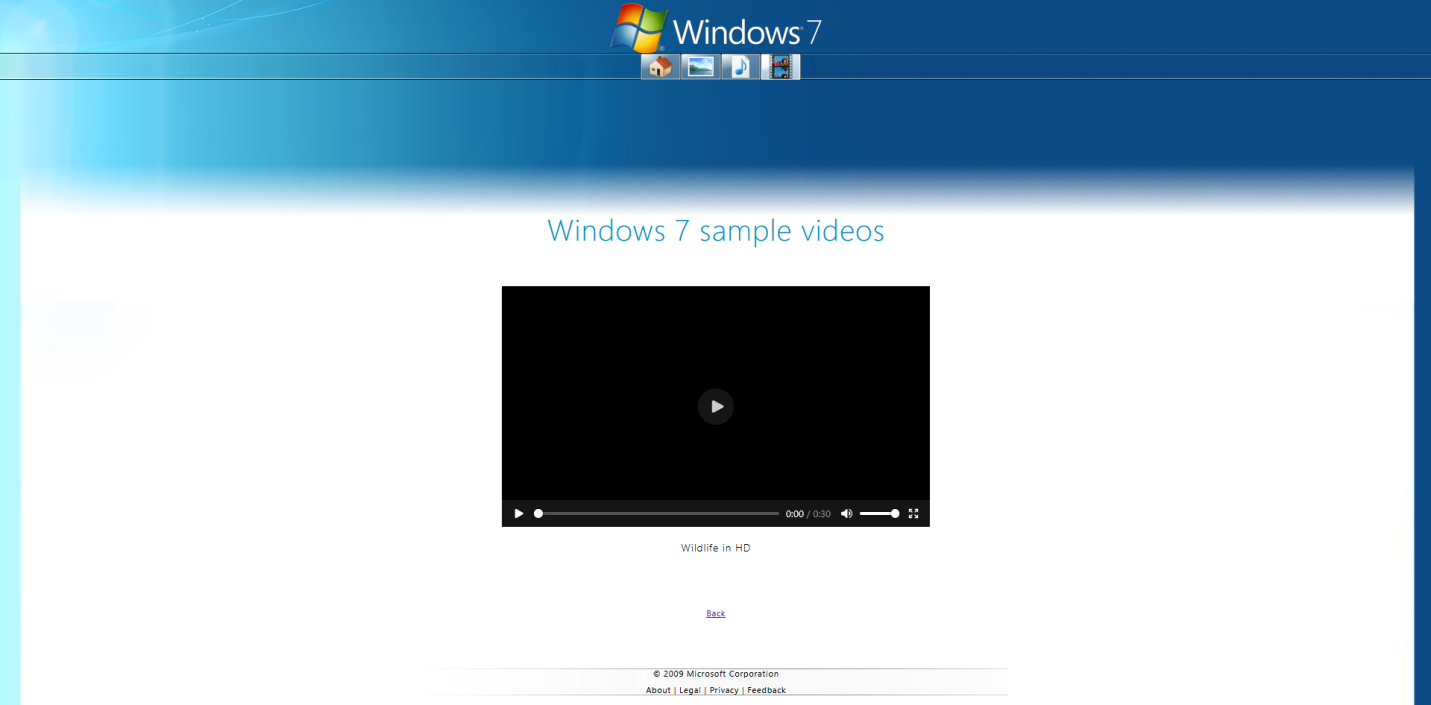 Windows 7
Windows 7 sample videos
0:00 / 0:30
Wildlife in HD
Back
© 2009 Microsoft Corporation
About | Legal | Privacy | Feedback